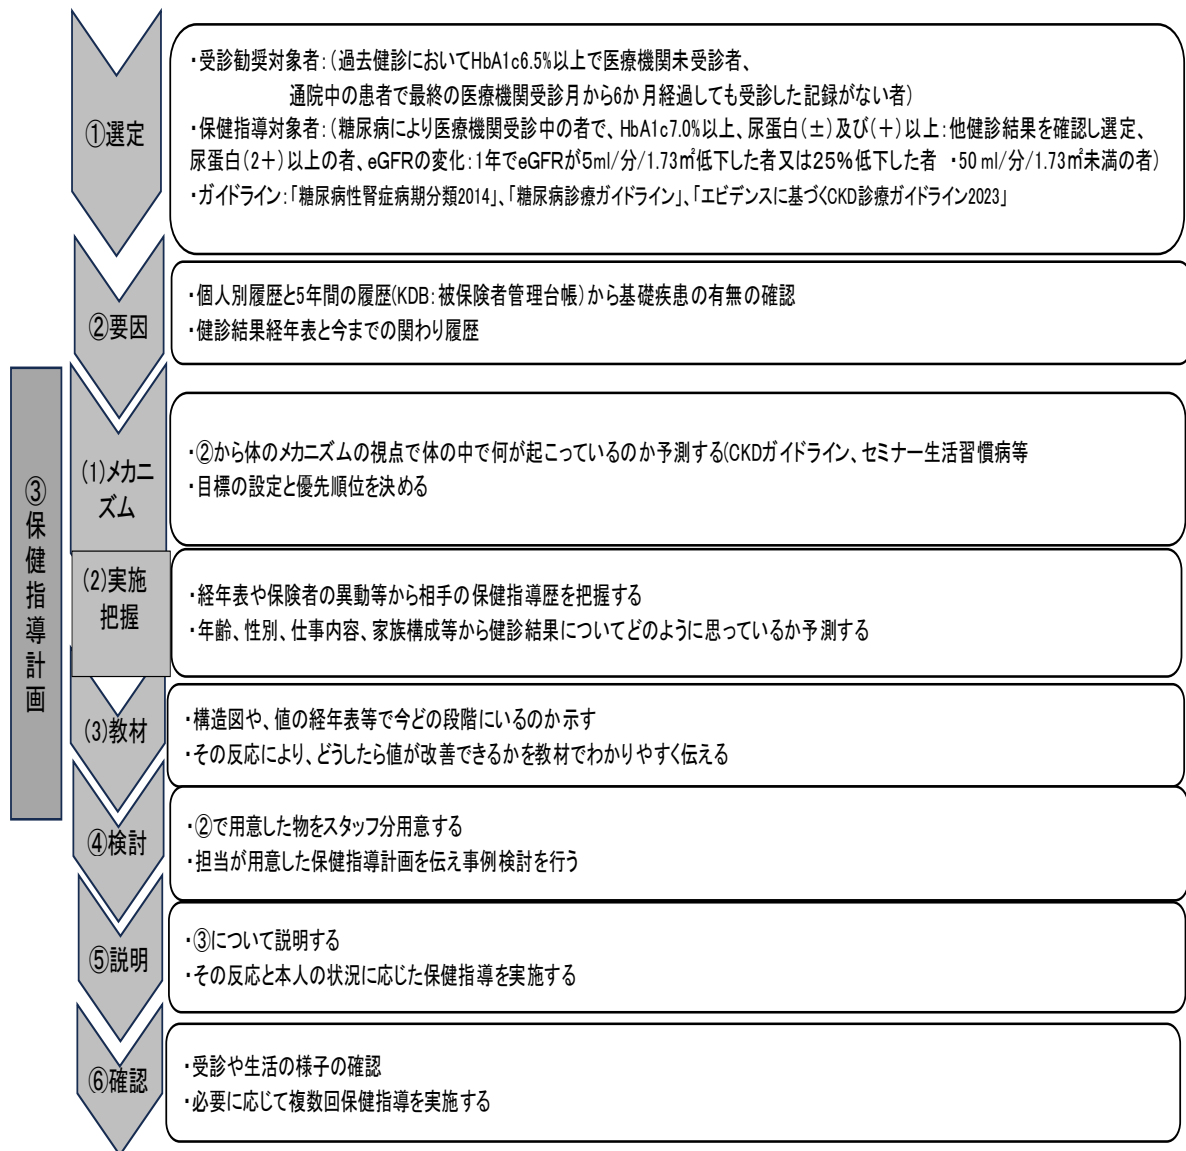 ①選定
・受診勧奨対象者:(過去健診においてHbA1c6.5%以上で医療機関未受診者、
通院中の患者で最終の医療機関受診月から6か月経過しても受診した記録がない者)
・保健指導対象者:(糖尿病により医療機関受診中の者で、HbA1c7.0%以上、尿蛋白(±)及び(+)以上:他健診結果を確認し選定、
尿蛋白(2+)以上の者、eGFRの変化:1年でeGFRが5ml/分/1.73㎡低下した者又は25%低下した者 ・50 ml/分/1.73㎡未満の者)
・ガイドライン:「糖尿病性腎症病期分類2014」、「糖尿病診療ガイドライン」、「エビデンスに基づくCKD診療ガイドライン2023」
②要因
・個人別履歴と5年間の履歴(KDB:被保険者管理台帳)から基礎疾患の有無の確認
・健診結果経年表と今までの関わり履歴
③保健指導計画
(1)メカニ
ズム
・②から体のメカニズムの視点で体の中で何が起こっているのか予測する(CKDガイドライン、セミナー生活習慣病等
・目標の設定と優先順位を決める
(2)実施
把握
・経年表や保険者の異動等から相手の保健指導歴を把握する
・年齢、性別、仕事内容、家族構成等から健診結果についてどのように思っているか予測する
(3)教材
・構造図や、値の経年表等で今どの段階にいるのか示す
・その反応により、どうしたら値が改善できるかを教材でわかりやすく伝える
④検討
・②で用意した物をスタッフ分用意する
・担当が用意した保健指導計画を伝え事例検討を行う
⑤説明
・③について説明する
・その反応と本人の状況に応じた保健指導を実施する
⑥確認
・受診や生活の様子の確認
・必要に応じて複数回保健指導を実施する